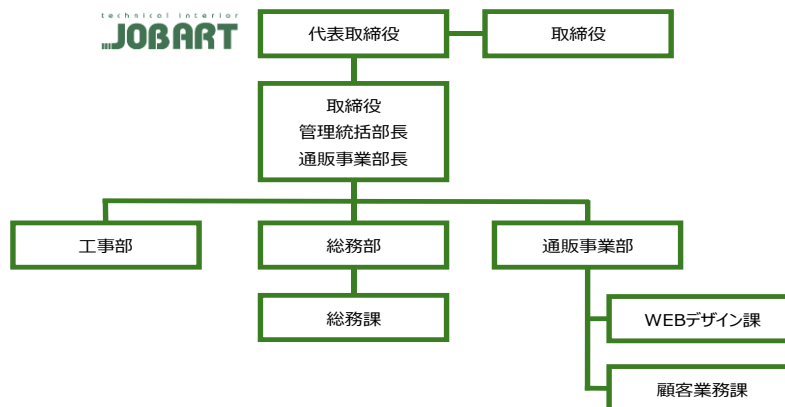 technical interior
JOBART
代表取締役
取締役
取締役
管理統括部長
通販事業部長
工事部
総務部
通販事業部
総務課
WEBデザイン課
顧客業務課